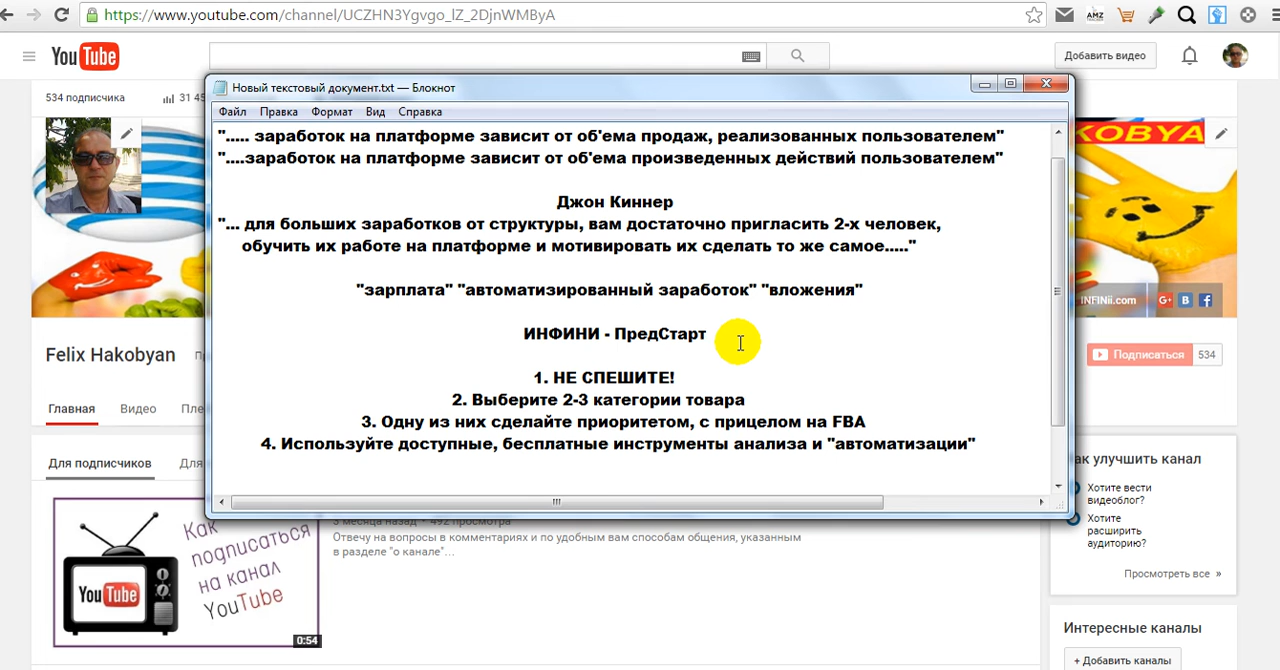 https://www.youtube.com/channel/UCZHN3Ygvgo_lZ_2DjnWMByA
AMZ
YouTube
Добавить видео
Новый текстовый документ.txt — Блокнот
Файл Правка Формат Вид Справка
534 подписчика
31 45
"..... заработок на платформе зависит от об'ема продаж, реализованных пользователем"
"....заработок на платформе зависит от об'ема произведенных действий пользователем"
Джон Киннер
"... для больших заработков от структуры, вам достаточно пригласить 2-х человек,
обучить их работе на платформе и мотивировать их сделать то же самое....."
"зарплата" "автоматизированный заработок" "вложения"
ИНФИНИ - ПредСтарт
1. НЕ СПЕШИТЕ!
2. Выберите 2-3 категории товара
3. Одну из них сделайте приоритетом, с прицелом на FBA
4. Используйте доступные, бесплатные инструменты анализа и "автоматизации"
KOBYA
INFINii.com
G+ B f
Felix Hakobyan
Подписаться 534
Главная Видео Пле
Для подписчиков Для
ак улучшить канал
Хотите вести
видеоблог?
Хотите
расширить
аудиторию?
Просмотреть все »
3 месяца назад • 492 просмотра
Отвечу на вопросы в комментариях и по удобным вам способам общения, указанным
в разделе "о канале"...
Как
подписаться
на канал
YouTube
YouTube
0:54
Интересные каналы
+ Добавить каналы